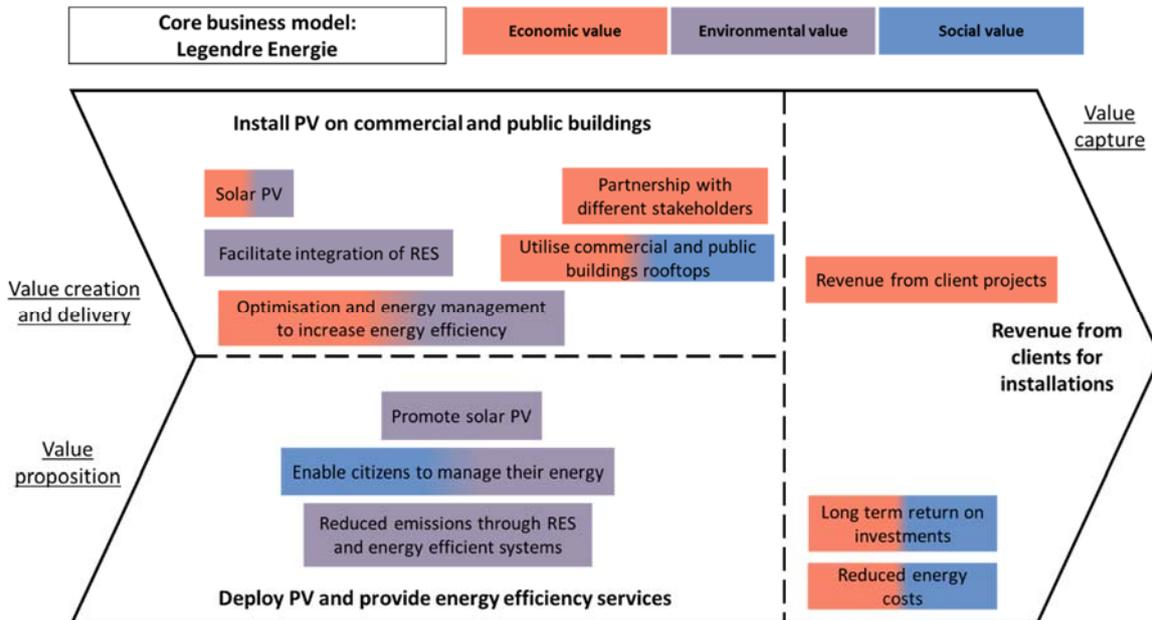 Core business model:
Legendre Energie
Economic value
Environmental value
Social value
Value
capture
Install PV on commercial and public buildings
Solar PV
Partnership with
different stakeholders
Facilitate integration of RES
Utilise commercial and public
buildings rooftops
Value creation
and delivery
Optimisation and energy management
to increase energy efficiency
Revenue from client projects
Revenue from
clients for
installations
Value
proposition
Promote solar PV
Enable citizens to manage their energy
Reduced emissions through RES
and energy efficient systems
Deploy PV and provide energy efficiency services
Long term return on
investments
Reduced energy
costs